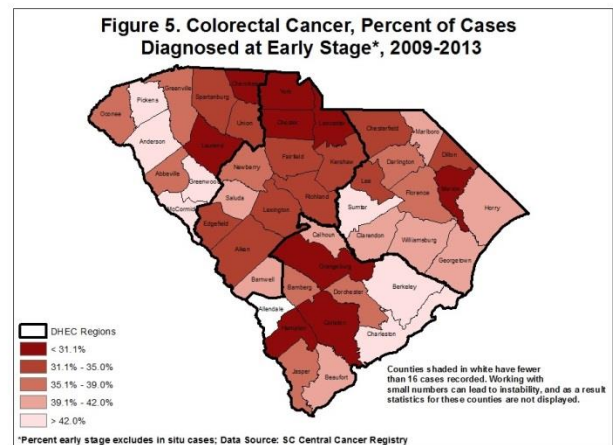 Figure 5. Colorectal Cancer, Percent of Cases
Diagnosed at Early Stage*, 2009-2013
Cherokee
York
Greenville
Spartanburg
Pickens
Oconee
Union
Chester
Lancaster
Anderson
Laurens
Chesterfield
Marlboro
Fairfield
Kershaw
Darlington
Dillon
Abbeville
Greenwood
Newberry
Lee
Marion
Florence
McCormick
Saluda
Richland
Sumter
Horry
Edgefield
Lexington
Calhoun
Clarendon
Williamsburg
Aiken
Orangeburg
Georgetown
Barnwell
Bamberg
Dorchester
Berkeley
Allendale
Colleton
Charleston
Hampton
Jasper
Beaufort
DHEC Regions
< 31.1%
31.1% - 35.0%
35.1% - 39.0%
39.1% - 42.0%
> 42.0%
Counties shaded in white have fewer
than 16 cases recorded. Working with
small numbers can lead to instability, and as a result
statistics for these counties are not displayed.
*Percent early stage excludes in situ cases; Data Source: SC Central Cancer Registry